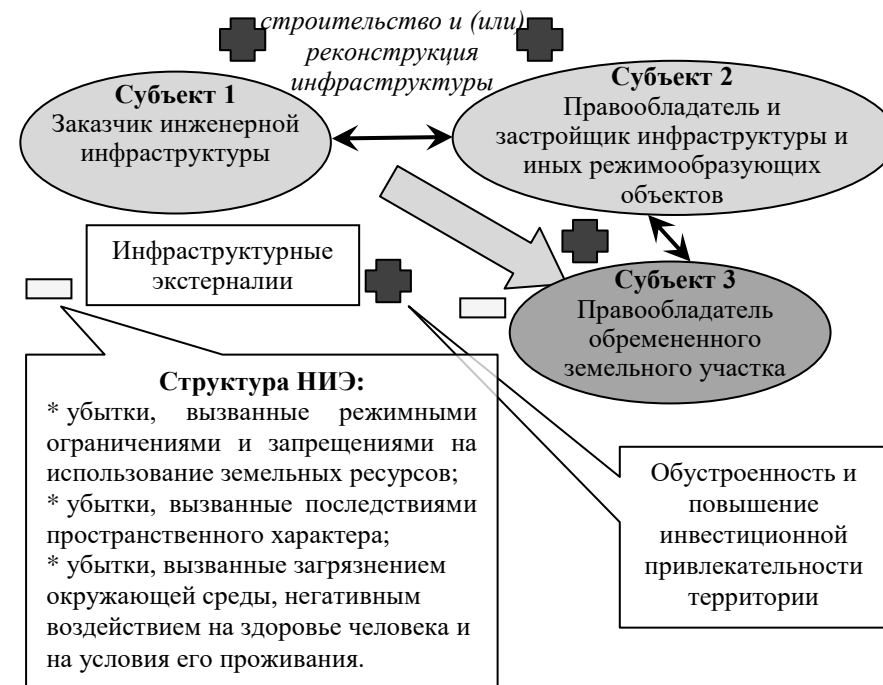 строительство и (или)
реконструкция
инфраструктуры
Субъект 1
Заказчик инженерной
инфраструктуры
Субъект 2
Правообладатель и
застройщик инфраструктуры и
иных режимообразующих
объектов
Инфраструктурные
экстерналии
Субъект 3
Правообладатель
обремененного
земельного участка
Структура НИЭ:
* убытки, вызванные режимными
ограничениями и запрещениями на
использование земельных ресурсов;
* убытки, вызванные последствиями
пространственного характера;
* убытки, вызванные загрязнением
окружающей среды, негативным
воздействием на здоровье человека и
на условия его проживания.
Обустроенность и
повышение
инвестиционной
привлекательности
территории